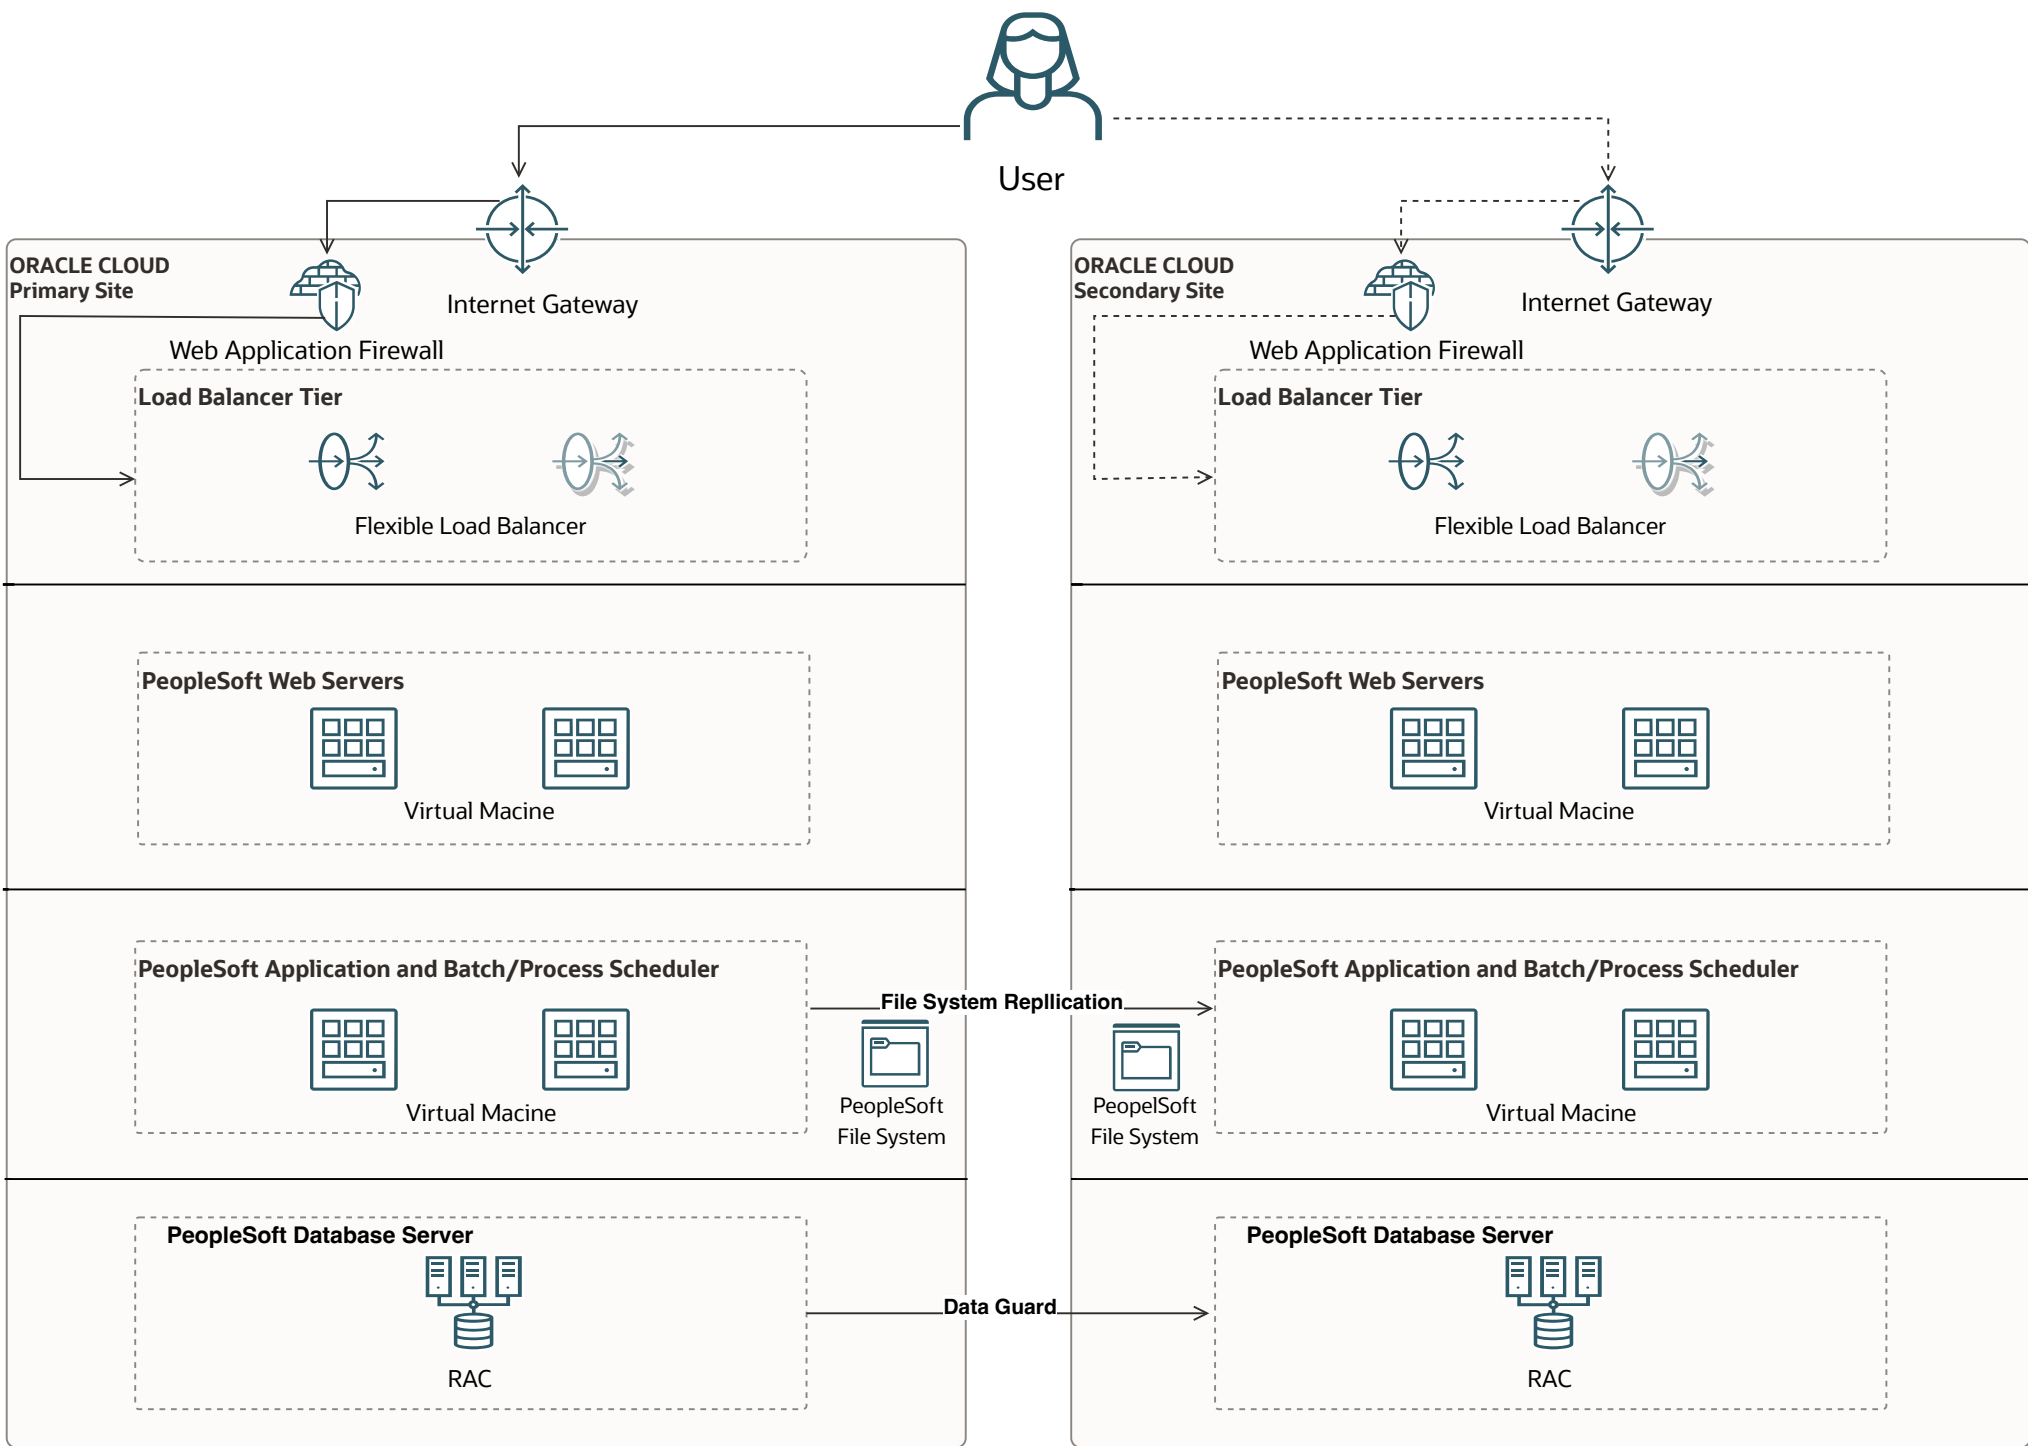 User
ORACLE CLOUD
Primary Site
Internet Gateway
Web Application Firewall
Load Balancer Tier
Flexible Load Balancer
PeopleSoft Web Servers
Virtual Macine
PeopleSoft Application and Batch/Process Scheduler
Virtual Macine
PeopleSoft
File System
PeopleSoft Database Server
RAC
File System Repllication
Data Guard
ORACLE CLOUD
Secondary Site
Internet Gateway
Web Application Firewall
Load Balancer Tier
Flexible Load Balancer
PeopleSoft Web Servers
Virtual Macine
PeopleSoft Application and Batch/Process Scheduler
Virtual Macine
PeopelSoft
File System
PeopleSoft Database Server
RAC